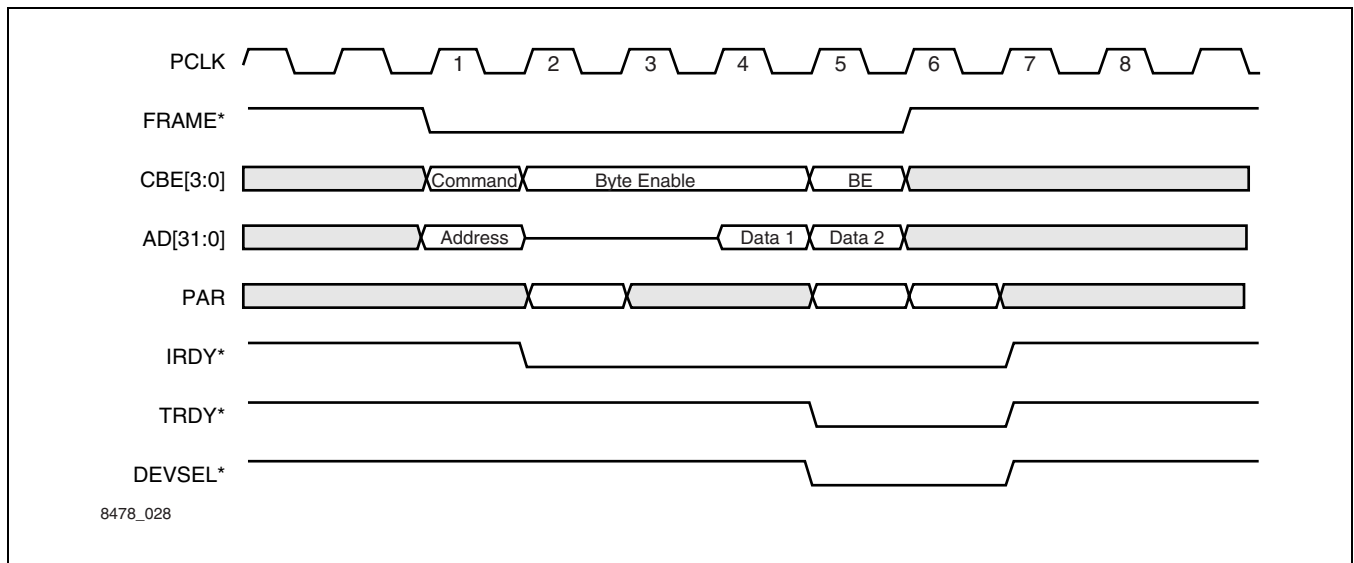 PCLK 1 2 3 4 5 6 7 8
FRAME*
CBE[3:0] Command Byte Enable BE
AD[31:0] Address Data 1 Data 2
PAR
IRDY*
TRDY*
DEVSEL*
8478_028